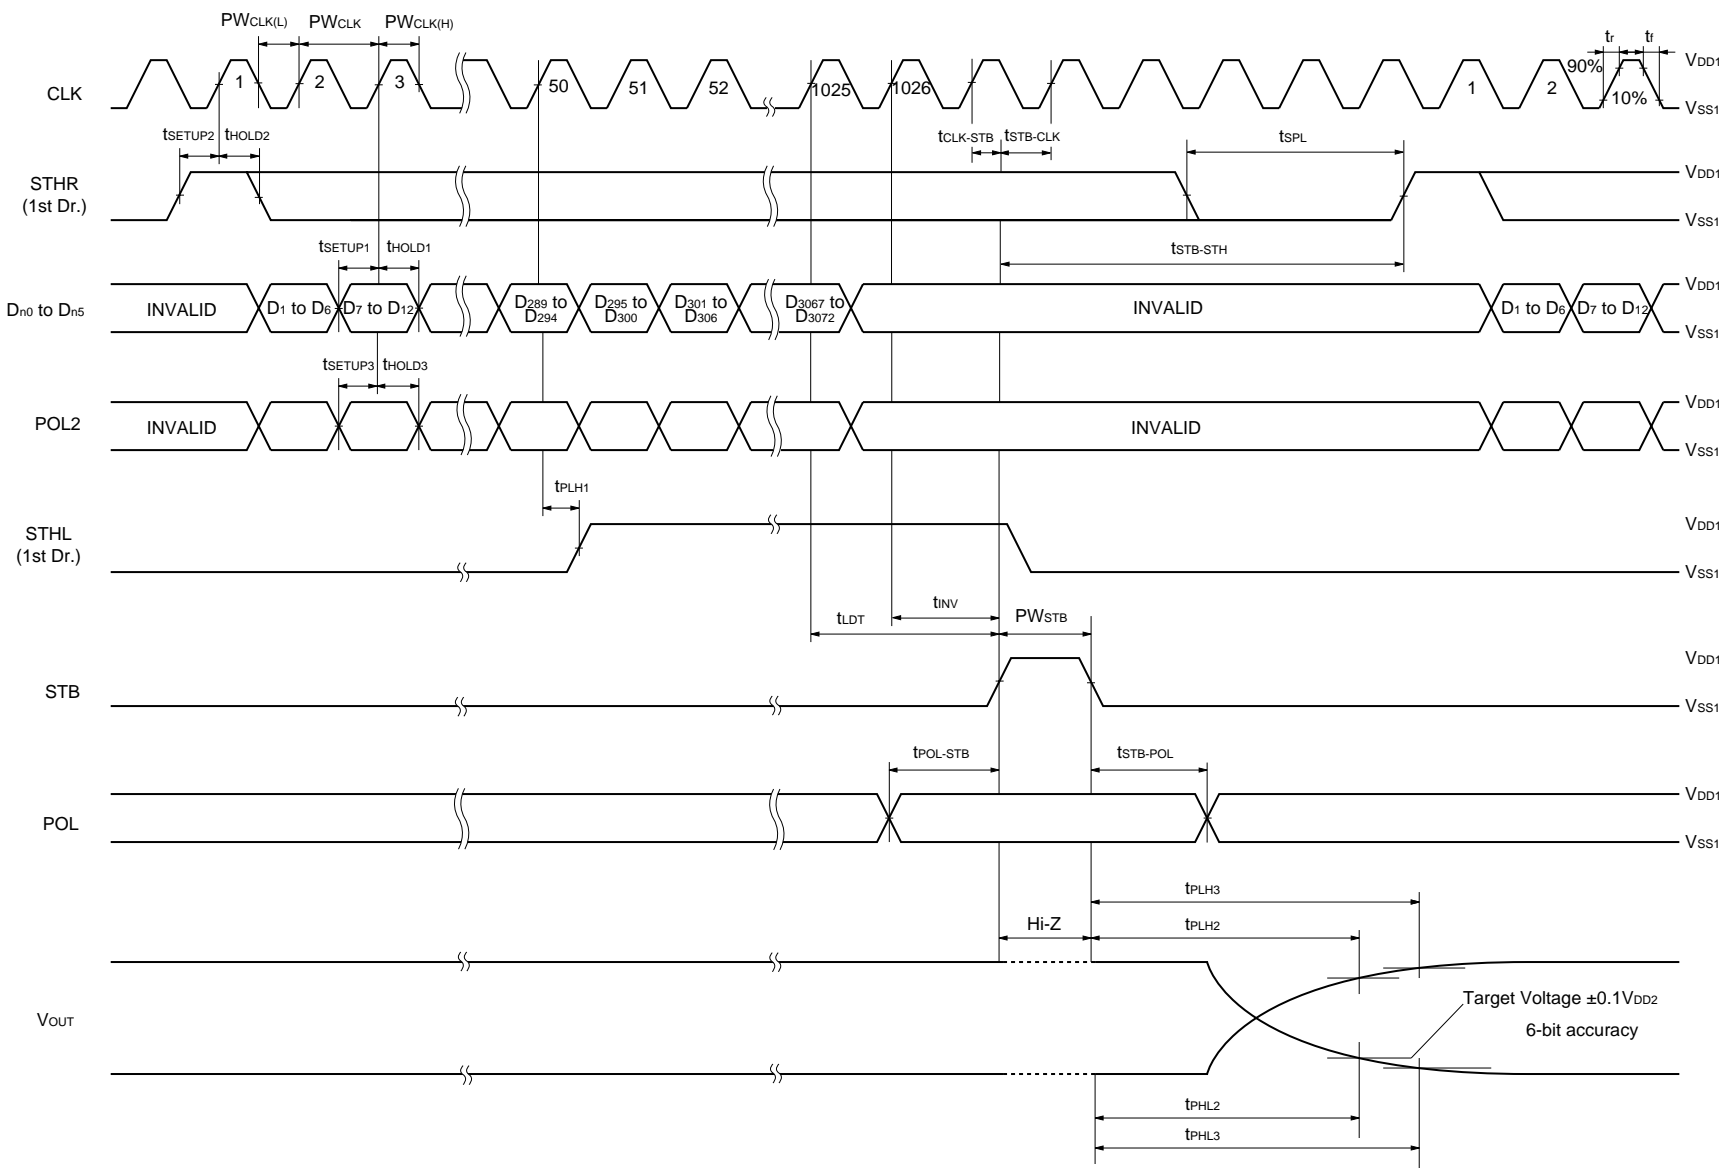 PWCLK(L) PWCLK PWCLK(H)
tr tf
CLK 1 2 3 50 51 52 1025 1026 1 2 90% 10% VDD1
VSS1
tSETUP2 tHOLD2 tCLK-STB tSTB-CLK tSPL
STHR VDD1
(1st Dr.) VSS1
tSETUP1 tHOLD1 tSTB-STH
VDD1
Dn0 to Dn5 INVALID D1 to D6 D7 to D12 D289 to D294 D295 to D300 D301 to D306 D3067 to D3072 INVALID D1 to D6 D7 to D12
VSS1
tSETUP3 tHOLD3
VDD1
POL2 INVALID INVALID
VSS1
tPLH1
STHL VDD1
(1st Dr.) VSS1
tLDT tINV PWSTB
VDD1
STB
VSS1
tPOL-STB tSTB-POL
VDD1
POL
VSS1
tPLH3
Hi-Z tPLH2
VOUT
Target Voltage ±0.1VDD2
6-bit accuracy
tPHL2
tPHL3